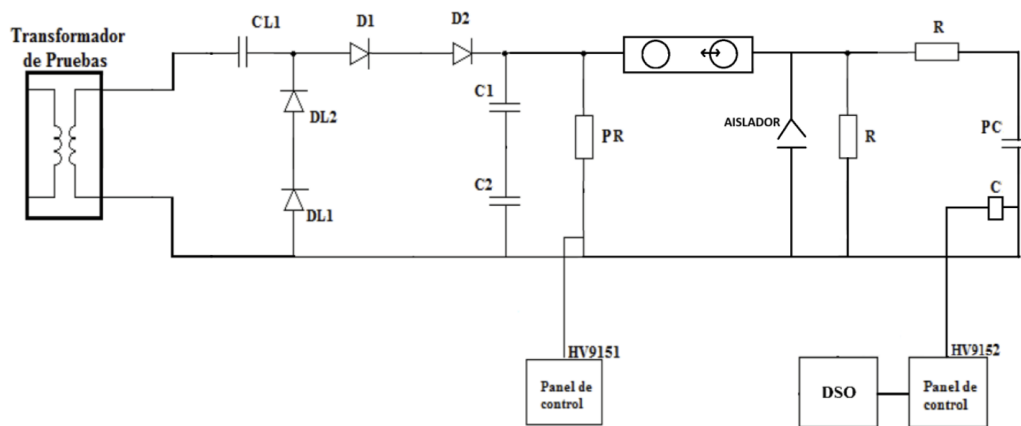 Transformador
de Pruebas
CL1
D1
D2
R
DL2
C1
PR
AISLADOR
R
PC
C2
C
DL1
HV9151
Panel de
control
DSO
HV9152
Panel de
control